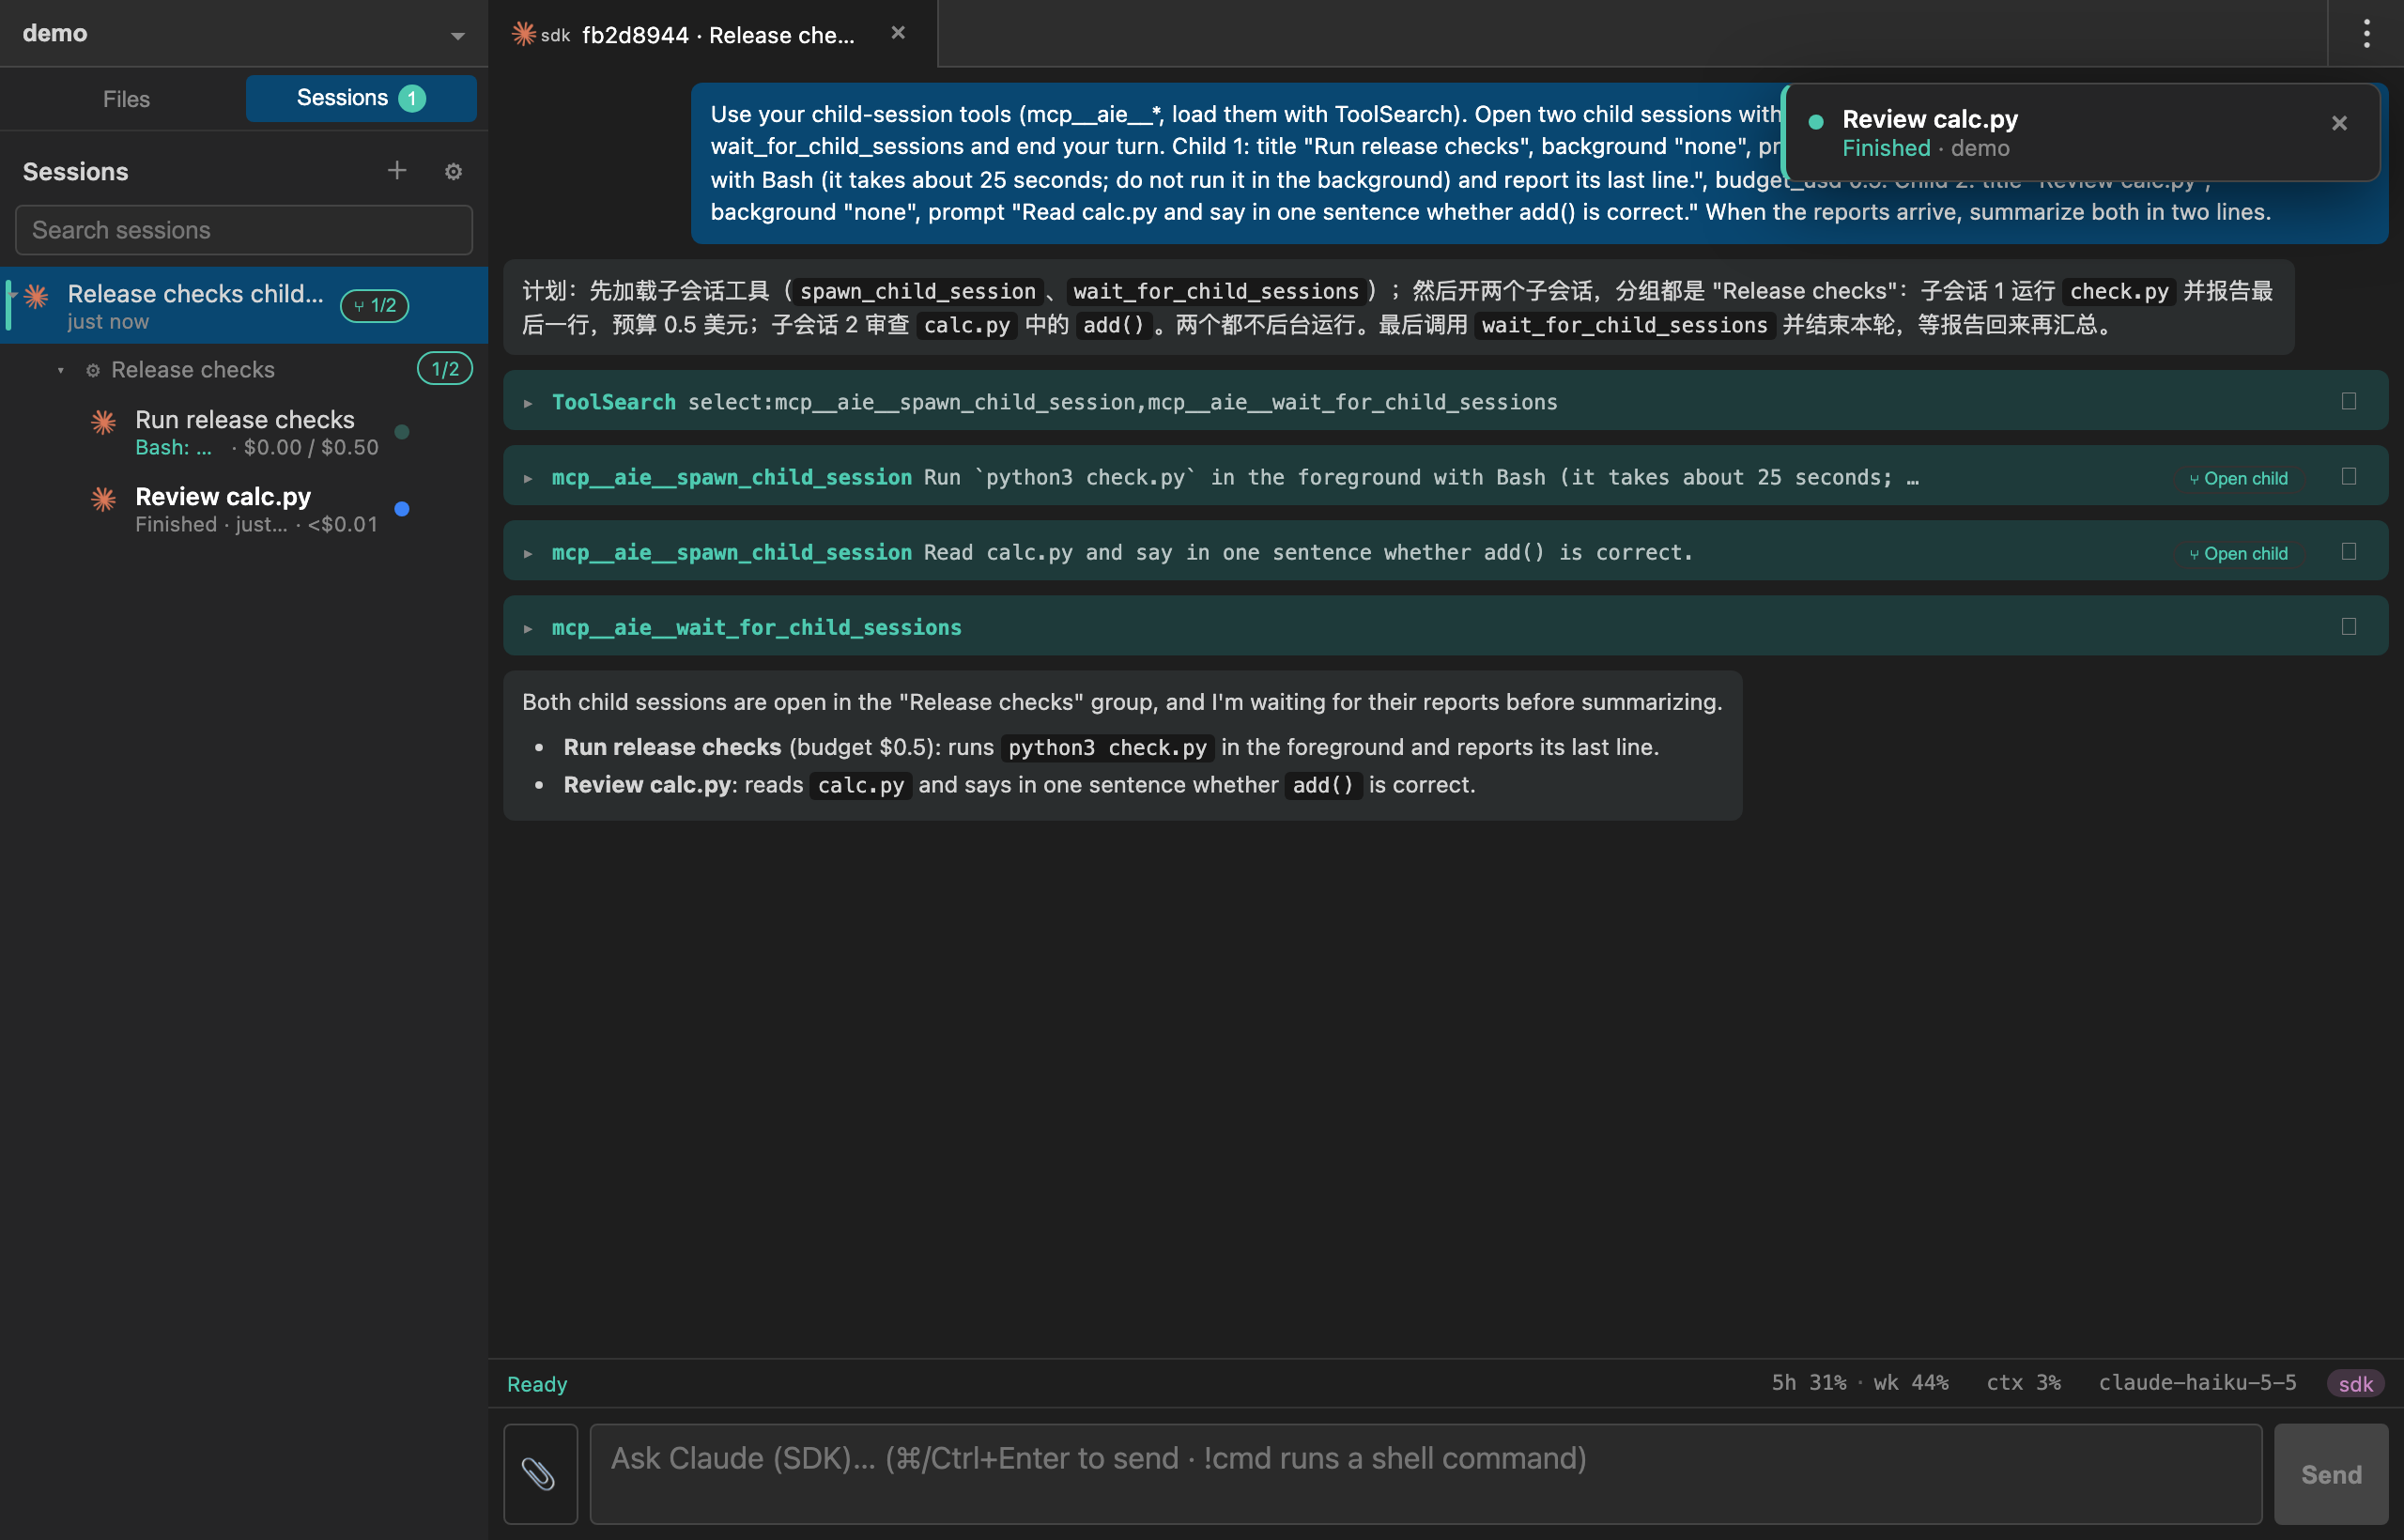 demo
Files
Sessions 1
Sessions
Search sessions
Release checks child...
1/2
just now
Release checks
1/2
Run release checks
Bash: ... · $0.00 / $0.50
Review calc.py
Finished · just... · <$0.01
sdk fb2d8944 · Release che...
Use your child-session tools (mcp__aie__*, load them with ToolSearch). Open two child sessions with
wait_for_child_sessions and end your turn. Child 1: title "Run release checks", background "none", pr
with Bash (it takes about 25 seconds; do not run it in the background) and report its last line.", budget_usd 0.5. Child 2: title "Review calc.py",
background "none", prompt "Read calc.py and say in one sentence whether add() is correct." When the reports arrive, summarize both in two lines.
Review calc.py
Finished · demo
计划：先加载子会话工具（spawn_child_session、wait_for_child_sessions）；然后开两个子会话，分组都是 "Release checks"：子会话 1 运行 check.py 并报告最
后一行，预算 0.5 美元；子会话 2 审查 calc.py 中的 add()。两个都不后台运行。最后调用 wait_for_child_sessions 并结束本轮，等报告回来再汇总。
ToolSearch select:mcp__aie__spawn_child_session,mcp__aie__wait_for_child_sessions
mcp__aie__spawn_child_session Run `python3 check.py` in the foreground with Bash (it takes about 25 seconds; …
Open child
mcp__aie__spawn_child_session Read calc.py and say in one sentence whether add() is correct.
Open child
mcp__aie__wait_for_child_sessions
Both child sessions are open in the "Release checks" group, and I'm waiting for their reports before summarizing.
• Run release checks (budget $0.5): runs python3 check.py in the foreground and reports its last line.
• Review calc.py: reads calc.py and says in one sentence whether add() is correct.
Ready
5h 31% · wk 44% ctx 3% claude-haiku-5-5 sdk
Ask Claude (SDK)... (⌘/Ctrl+Enter to send · !cmd runs a shell command)
Send